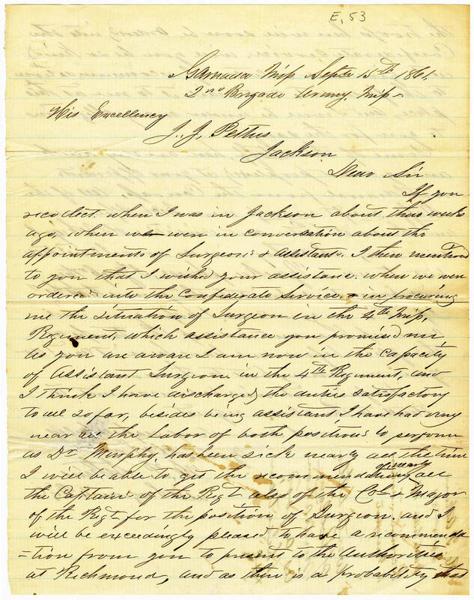 E, 53
Miss Septr 15th 1861.
2nd Brigade Army Miss
His Excellency
J. J. Pettus
Jackson
Dear Sir
If you
recolect when I was in Jackson about three weeks
ago, when we were in conversation about the
appointments of Surgeons & assistants. I then mentioned
to you that I wished your assistance when we were
ordered into the Confederate Service, in procuring
me the situation of Surgeon in the 4th Miss,
Regiment, which assistance you promised me.
As you are aware I am now in the capacity
of Assistant Surgeon in the 4th Regiment, and
I think I have discharged the duties satisfactory
to all so far, besides being assistant, I have had very
near all the labor of both positions to perform
as Dr Murphy has been sick nearly all the time
I will be able to get the recommendation of nearly all
the Captains of the Regt also of the Col. & Major
of the Regt for the position of Surgeon, and I
will be exceedingly pleased to have a recommenda
=tion from you to present to the Authorities
at Richmond, and as there is a probability that